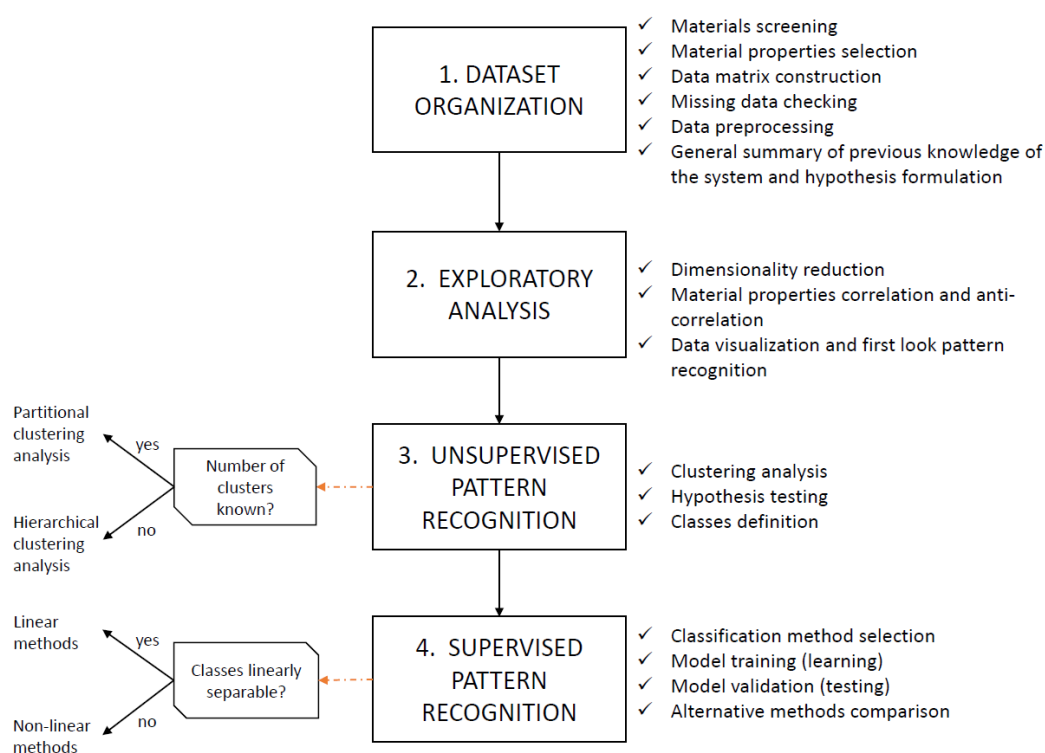 1. DATASET
ORGANIZATION
✓ Materials screening
✓ Material properties selection
✓ Data matrix construction
✓ Missing data checking
✓ Data preprocessing
✓ General summary of previous knowledge of
the system and hypothesis formulation
2. EXPLORATORY
ANALYSIS
✓ Dimensionality reduction
✓ Material properties correlation and anti-
correlation
✓ Data visualization and first look pattern
recognition
3. UNSUPERVISED
PATTERN
RECOGNITION
✓ Clustering analysis
✓ Hypothesis testing
✓ Classes definition
Number of
clusters
known?
yes
Partitional
clustering
analysis
no
Hierarchical
clustering
analysis
4. SUPERVISED
PATTERN
RECOGNITION
✓ Classification method selection
✓ Model training (learning)
✓ Model validation (testing)
✓ Alternative methods comparison
Classes linearly
separable?
yes
Linear
methods
no
Non-linear
methods